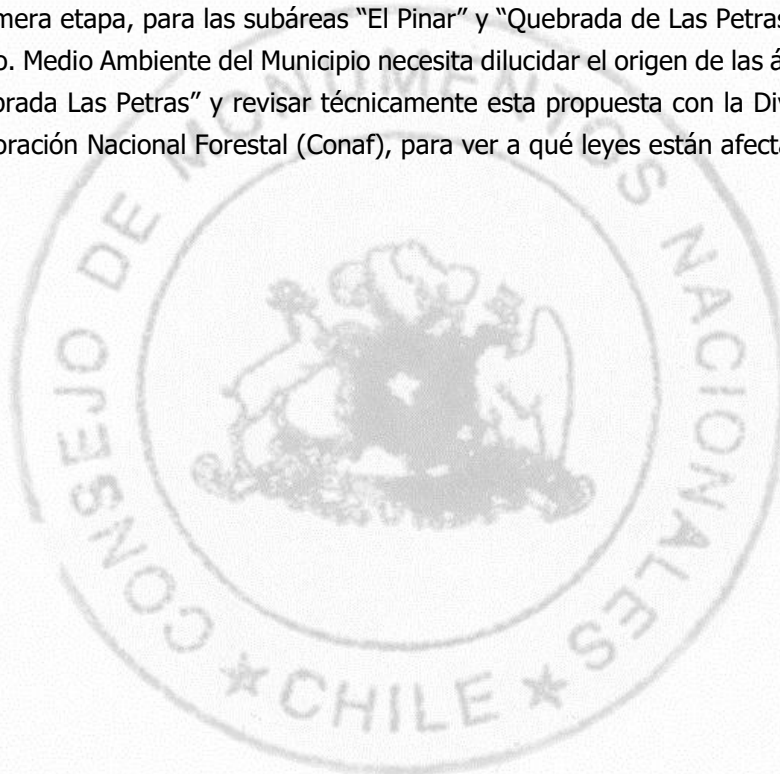 mera etapa, para las subáreas “El Pinar” y “Quebrada de Las Petras
o. Medio Ambiente del Municipio necesita dilucidar el origen de las á
brada Las Petras” y revisar técnicamente esta propuesta con la Div
oración Nacional Forestal (Conaf), para ver a qué leyes están afecta
CONSEJO DE MONUMENTOS NACIONALES
★ CHILE ★